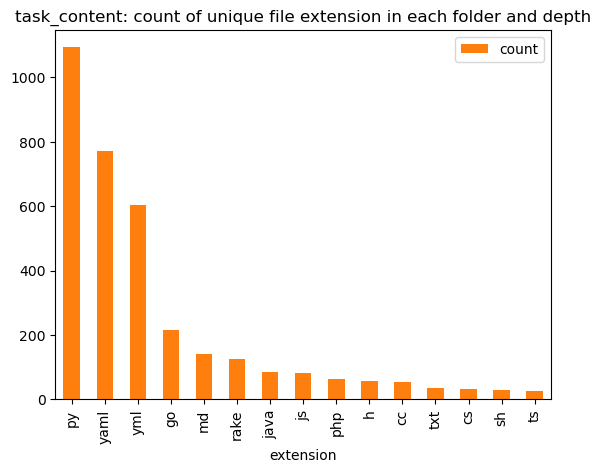 task_content: count of unique file extension in each folder and depth
count
1000
800
600
400
200
0
py
yaml
yml
go
md
rake
java
js
php
h
cc
txt
cs
sh
ts
extension